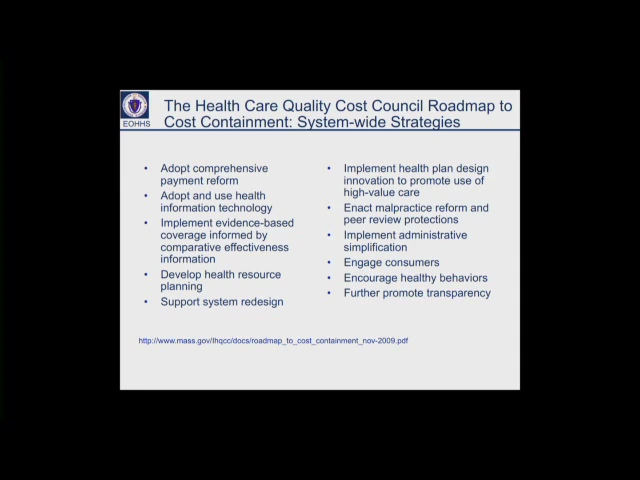 The Health Care Quality Cost Council Roadmap to
Cost Containment: System-wide Strategies
EOHHS
• Adopt comprehensive
payment reform
• Adopt and use health
information technology
• Implement evidence-based
coverage informed by
comparative effectiveness
information
• Develop health resource
planning
• Support system redesign
• Implement health plan design
innovation to promote use of
high-value care
• Enact malpractice reform and
peer review protections
• Implement administrative
simplification
• Engage consumers
• Encourage healthy behaviors
• Further promote transparency
http://www.mass.gov/Ihqcc/docs/roadmap_to_cost_containment_nov-2009.pdf